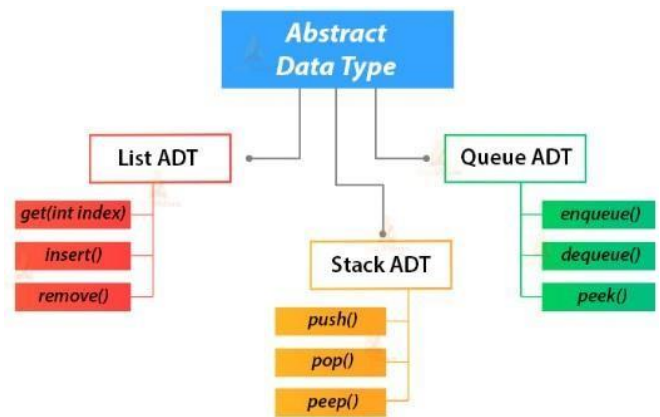 Abstract
Data Type
List ADT
get(int index)
insert()
remove()
Stack ADT
push()
pop()
peep()
Queue ADT
enqueue()
dequeue()
peek()